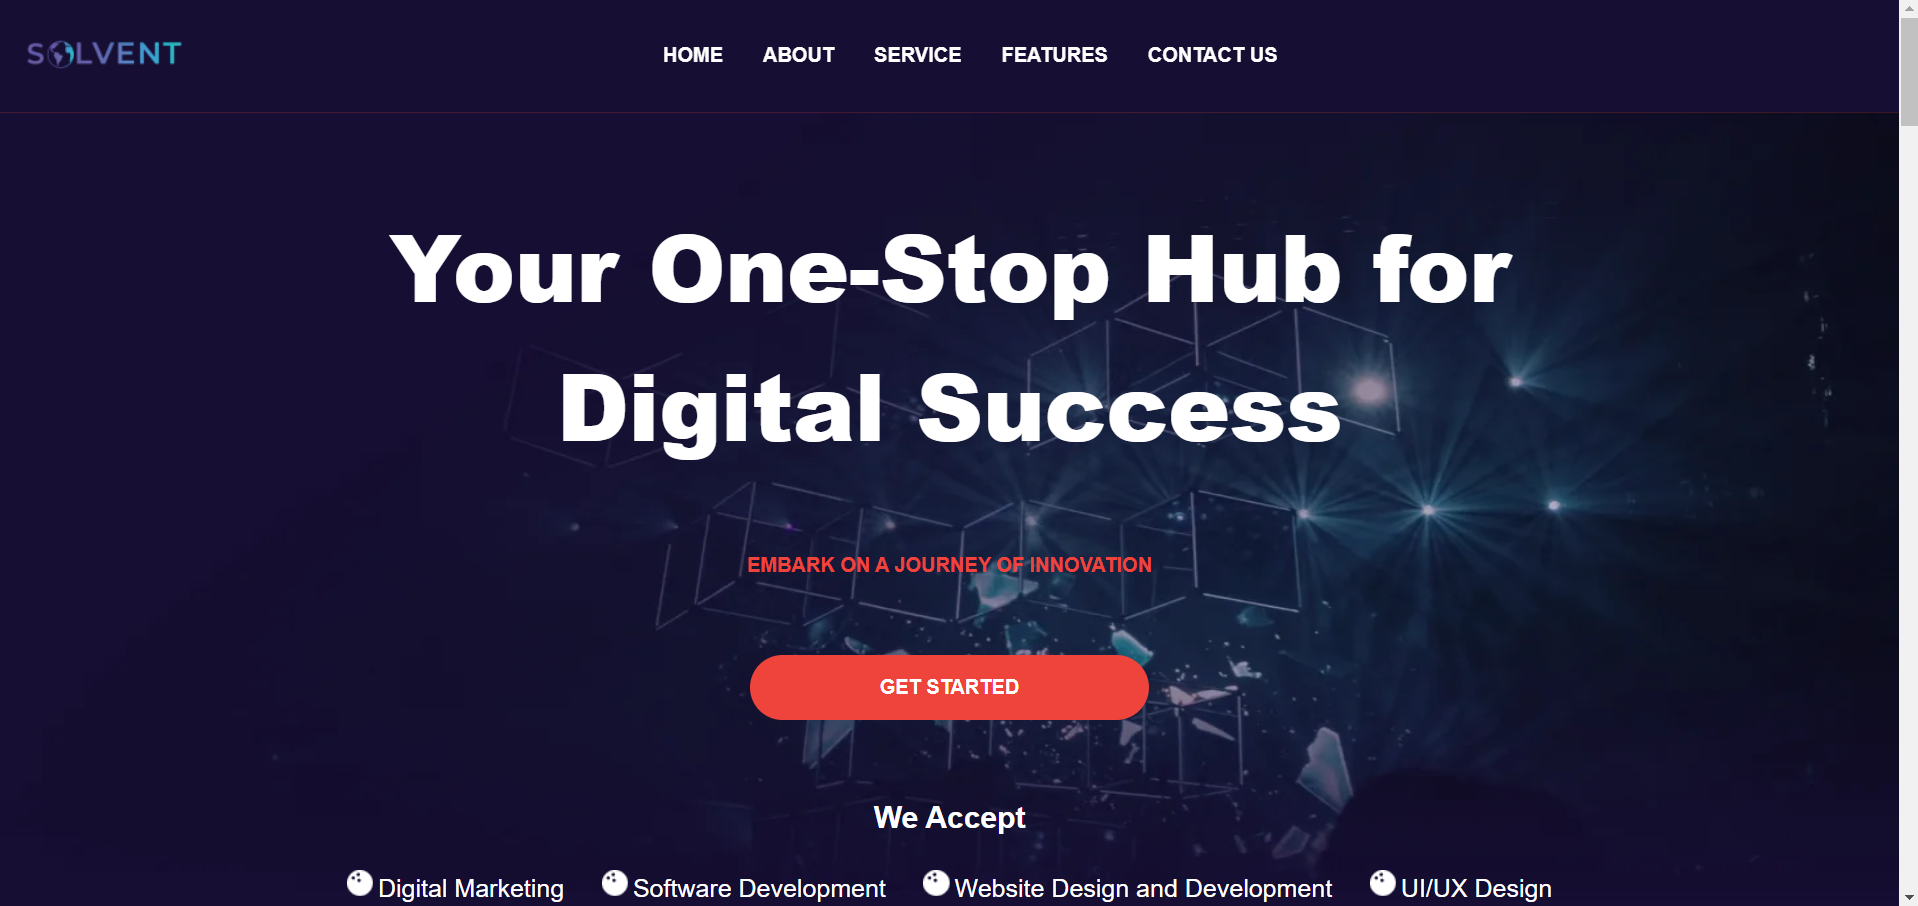 SOLVENT
HOME ABOUT SERVICE FEATURES CONTACT US
Your One-Stop Hub for
Digital Success
EMBARK ON A JOURNEY OF INNOVATION
GET STARTED
We Accept
Digital Marketing Software Development Website Design and Development UI/UX Design